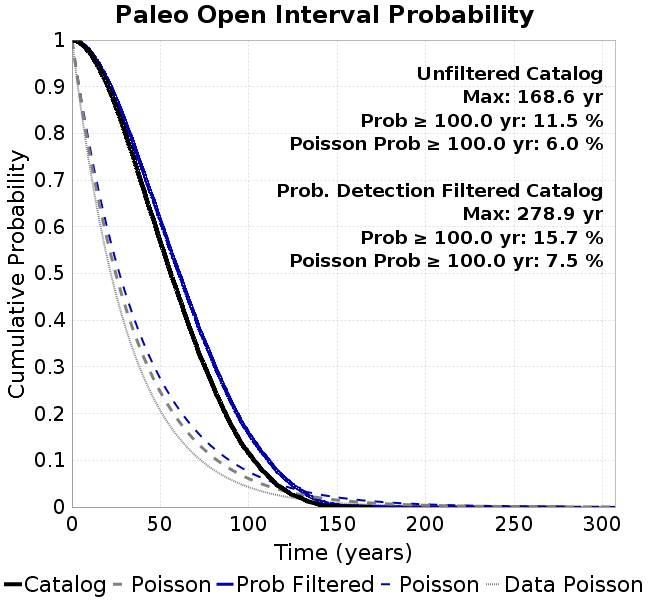 Paleo Open Interval Probability
Unfiltered Catalog
Max: 168.6 yr
Prob ≥ 100.0 yr: 11.5 %
Poisson Prob ≥ 100.0 yr: 6.0 %
Prob. Detection Filtered Catalog
Max: 278.9 yr
Prob ≥ 100.0 yr: 15.7 %
Poisson Prob ≥ 100.0 yr: 7.5 %
Cumulative Probability
1
0.9
0.8
0.7
0.6
0.5
0.4
0.3
0.2
0.1
0
0 50 100 150 200 250 300
Time (years)
Catalog Poisson Prob Filtered Poisson Data Poisson